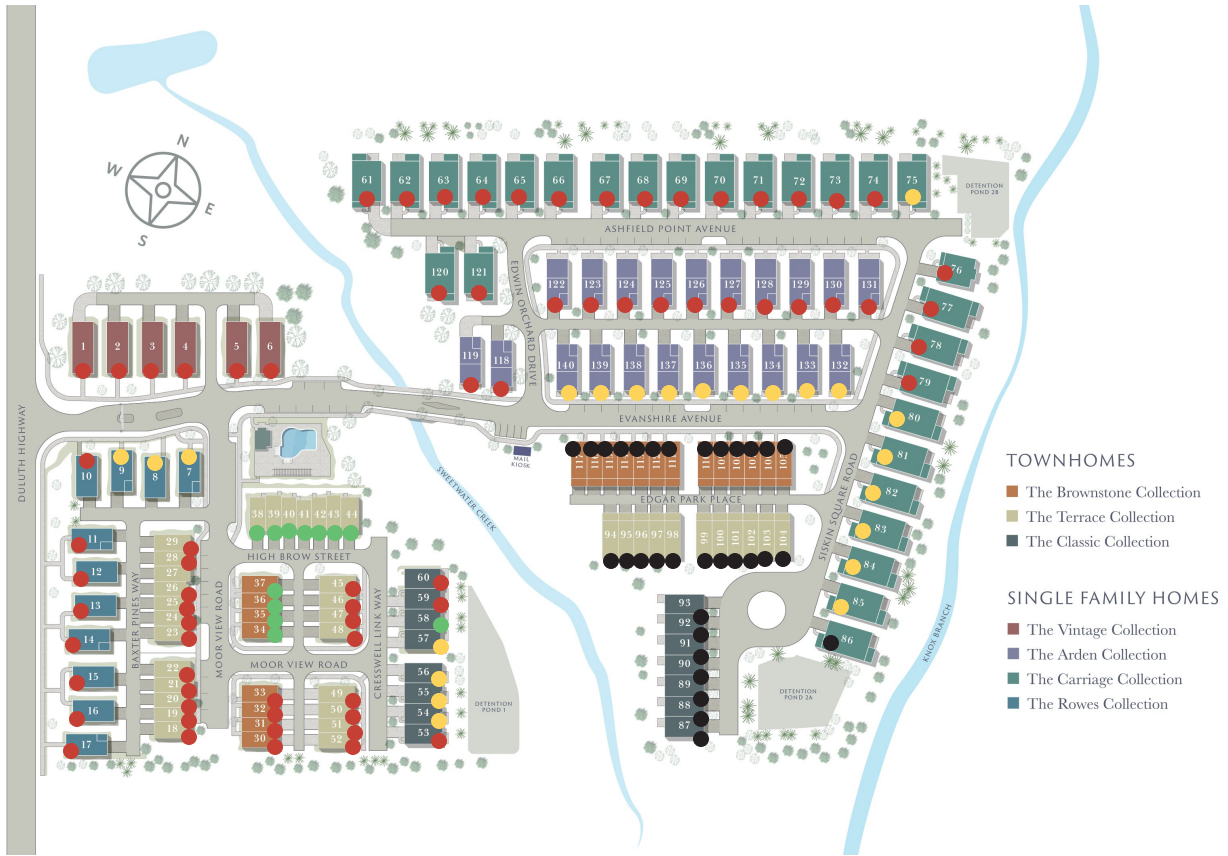 N
W
E
S
61 62 63 64 65 66 67 68 69 70 71 72 73 74 75
DETENTION
POND 2B
ASHFIELD POINT AVENUE
120 121
EDWIN ORCHARD DRIVE
122 123 124 125 126 127 128 129 130 131
76
77
78
79
80
81
82
83
84
85
86
1 2 3 4 5 6
119 118
140 139 138 137 136 135 134 133 132
EVANSHIRE AVENUE
DULUTH HIGHWAY
MAIL
KIOSK
SWEETWATER CREEK
EDGAR PARK PLACE
SISKIN SQUARE ROAD
KNOX BRANCH
10 9 8 7
38 39 40 41 42 43 44
HIGH BROW STREET
94 95 96 97 98
99 100 101 102 103 104
11
12
13
14
15
16
17
BAXTER PINES WAY
29
28
27
26
25
24
23
22
21
20
19
18
MOOR VIEW ROAD
37
36
35
34
45
46
47
48
MOOR VIEW ROAD
33
32
31
30
49
50
51
52
CRESSWELL LINK WAY
60
59
58
57
56
55
54
53
DETENTION
POND 1
93
92
91
90
89
88
87
DETENTION
POND 2A
TOWNHOMES
The Brownstone Collection
The Terrace Collection
The Classic Collection
SINGLE FAMILY HOMES
The Vintage Collection
The Arden Collection
The Carriage Collection
The Rowes Collection